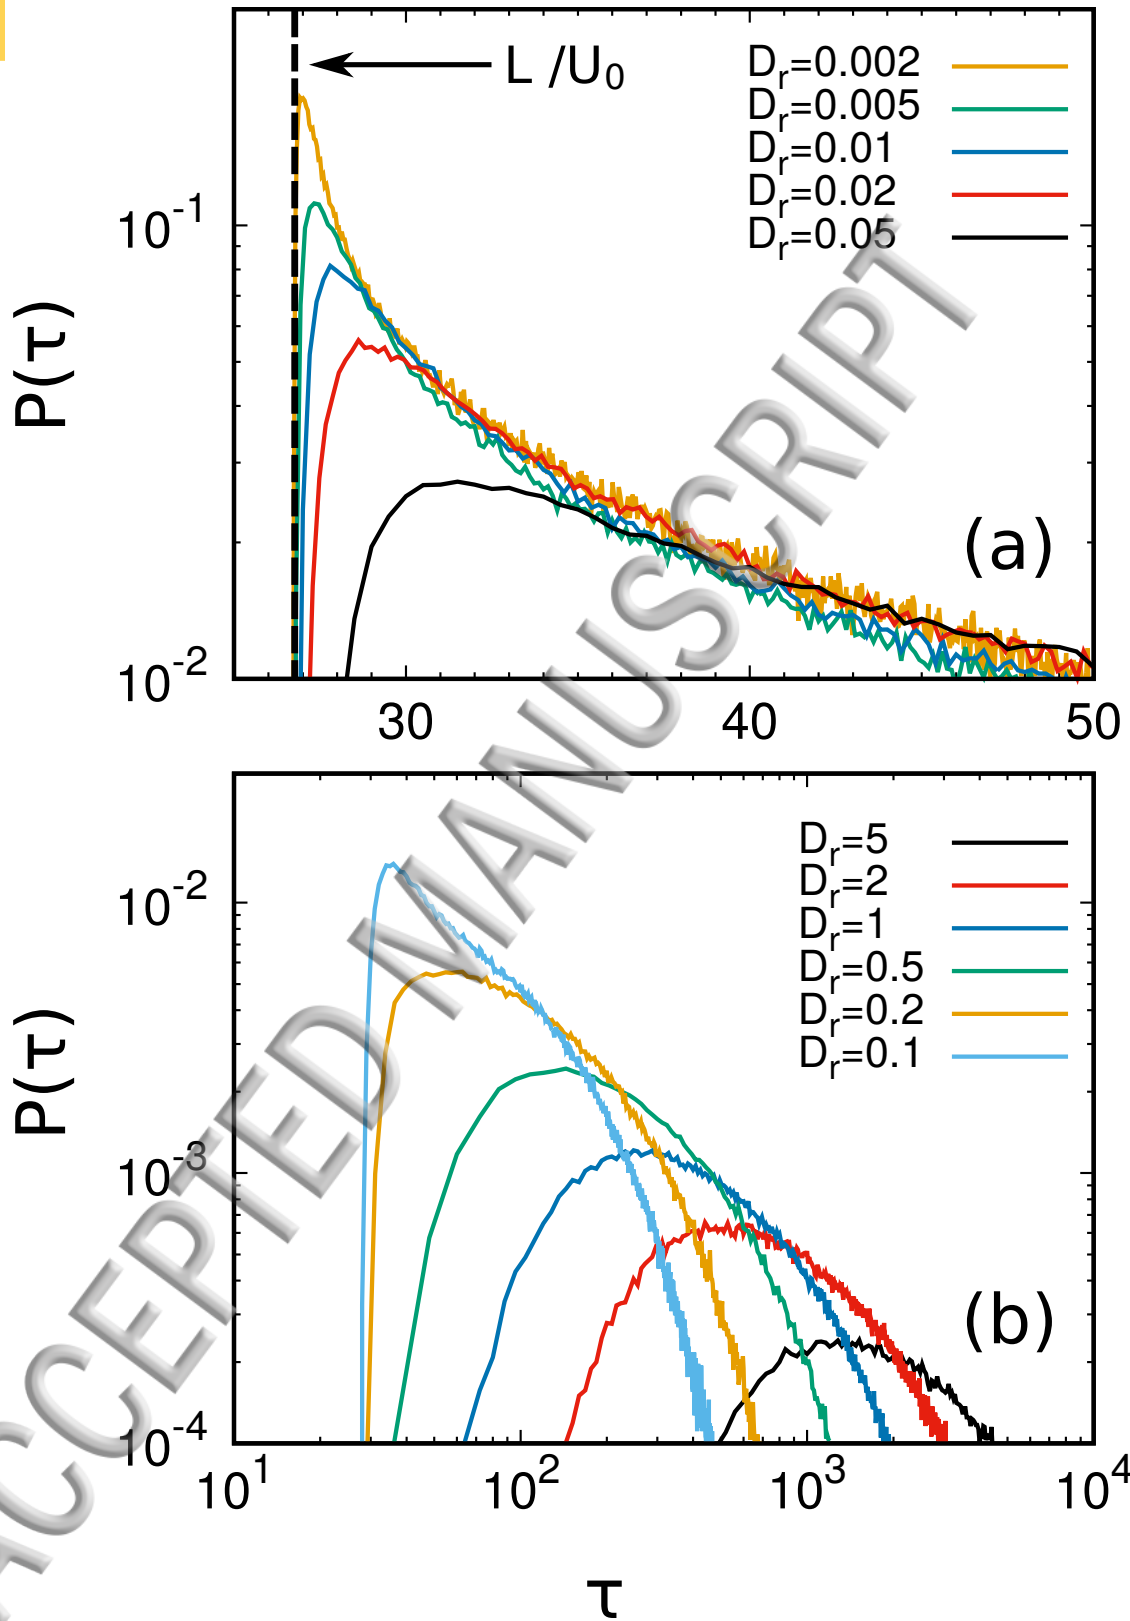 L /U₀
Dᵣ=0.002
Dᵣ=0.005
Dᵣ=0.01
Dᵣ=0.02
Dᵣ=0.05
10⁻¹
P(τ)
(a)
10⁻²
30 40 50
Dᵣ=5
Dᵣ=2
Dᵣ=1
Dᵣ=0.5
Dᵣ=0.2
Dᵣ=0.1
10⁻²
P(τ)
10⁻³
(b)
10⁻⁴
10¹ 10² 10³ 10⁴
τ
ACCEPTED MANUSCRIPT